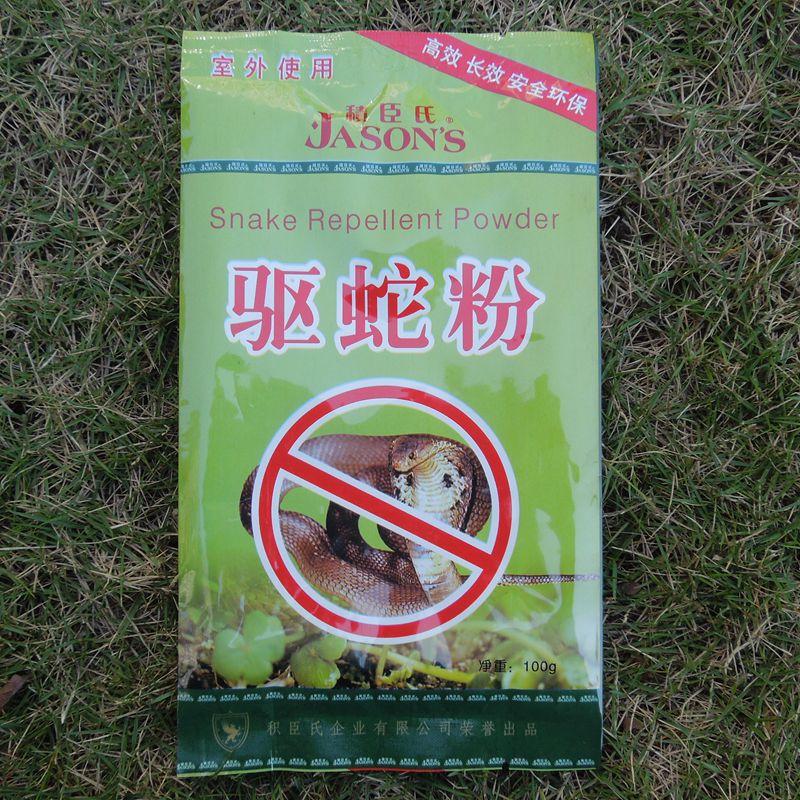 室外使用
高效 长效 安全环保
积臣氏®
JASON'S
Snake Repellent Powder
驱蛇粉
净重：100g
积臣氏企业有限公司荣誉出品